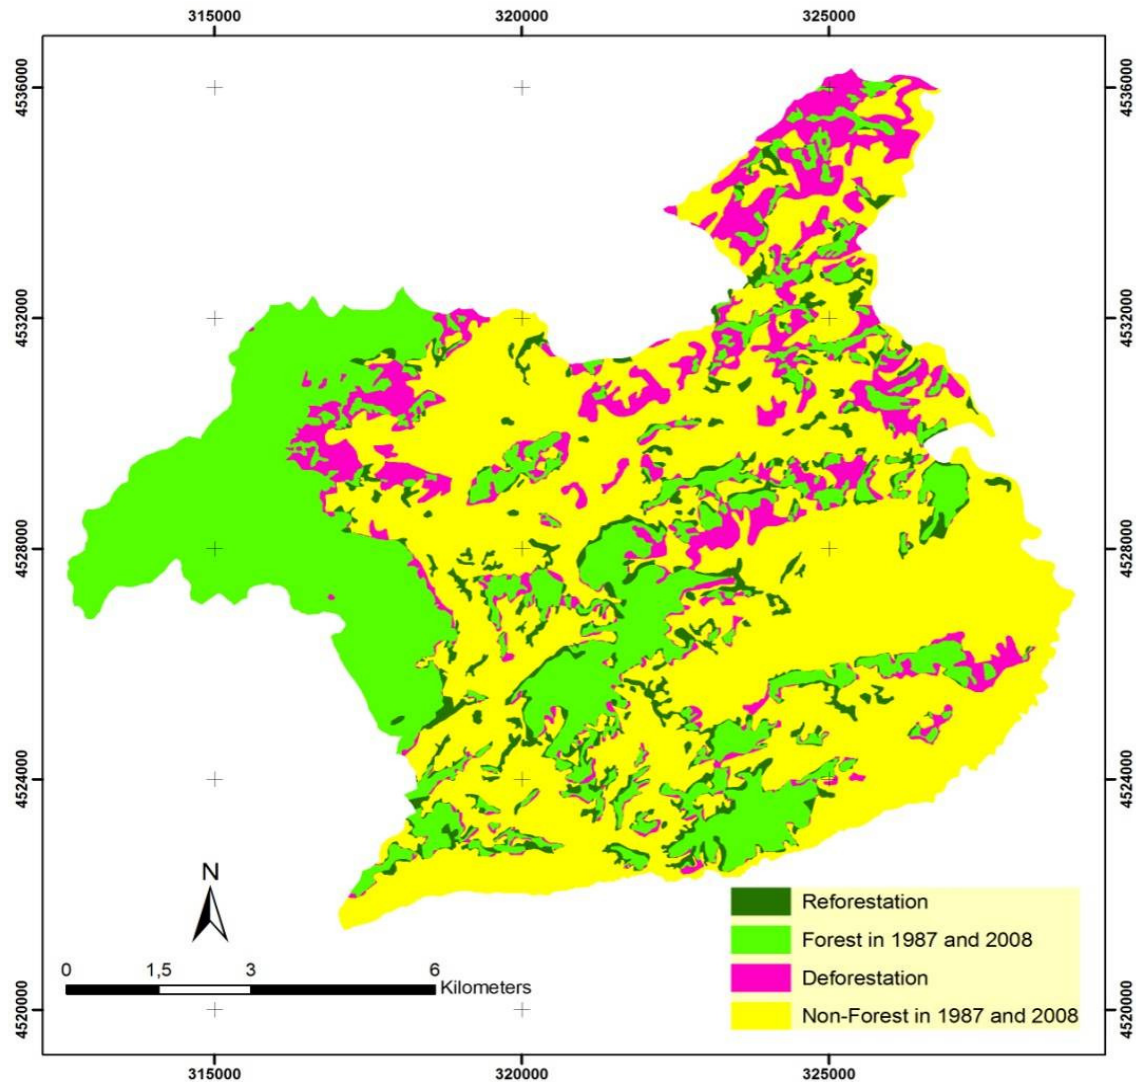 315000 320000 325000
4536000 4536000
4532000 4532000
4528000 4528000
4524000 4524000
N
Reforestation
0 1,5 3 6
Forest in 1987 and 2008
Kilometers
Deforestation
4520000 4520000
Non-Forest in 1987 and 2008
315000 320000 325000